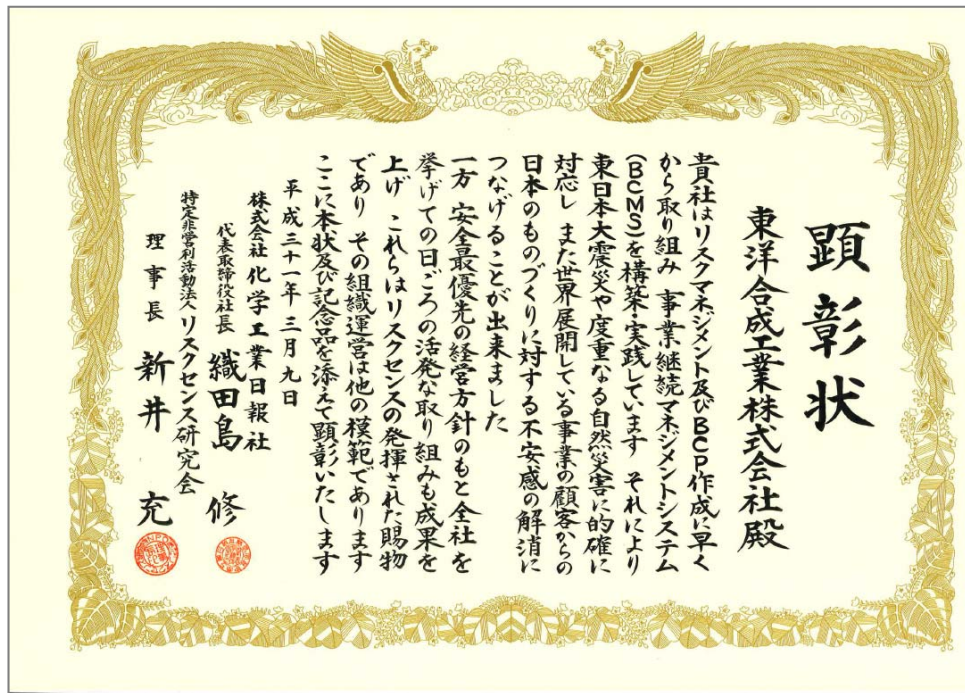 顕彰状
東洋合成工業株式会社殿
貴社はリスクマネジメント及びBCP作成に早く
から取り組み 事業継続マネジメントシステム
(BCMS)を構築・実践しています それにより
東日本大震災や度重なる自然災害に的確に
対応し また世界展開している事業の顧客からの
日本のものづくりに対する不安感の解消に
つなげることが出来ました
一方 安全最優先の経営方針のもと全社を
挙げての日ごろの活発な取り組みも成果を
上げ これらはリスクセンスの発揮された賜物
であり その組織運営は他の模範であります
ここに本状及び記念品を添えて顕彰いたします
平成三十一年三月九日
株式会社 化学工業日報社
代表取締役社長 織田島 修
特定非営利活動法人 リスクセンス研究会
理事長 新井 充